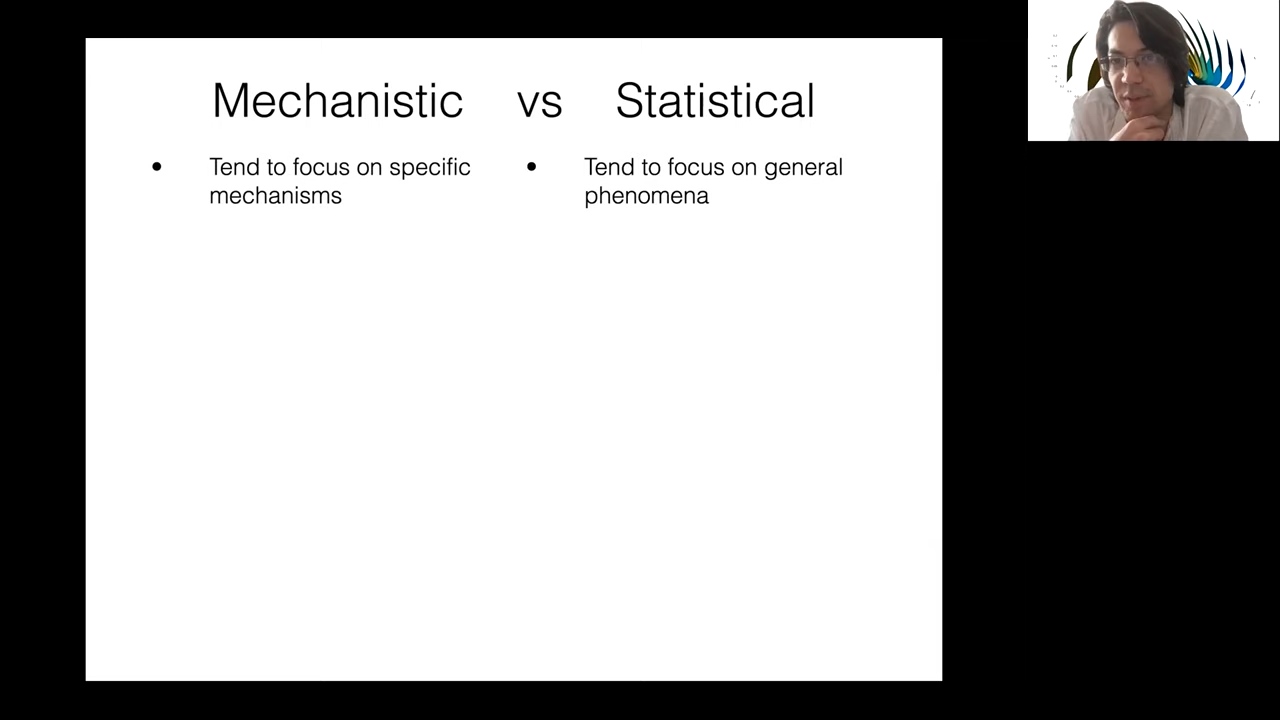 Mechanistic vs Statistical
• Tend to focus on specific
mechanisms
• Tend to focus on general
phenomena